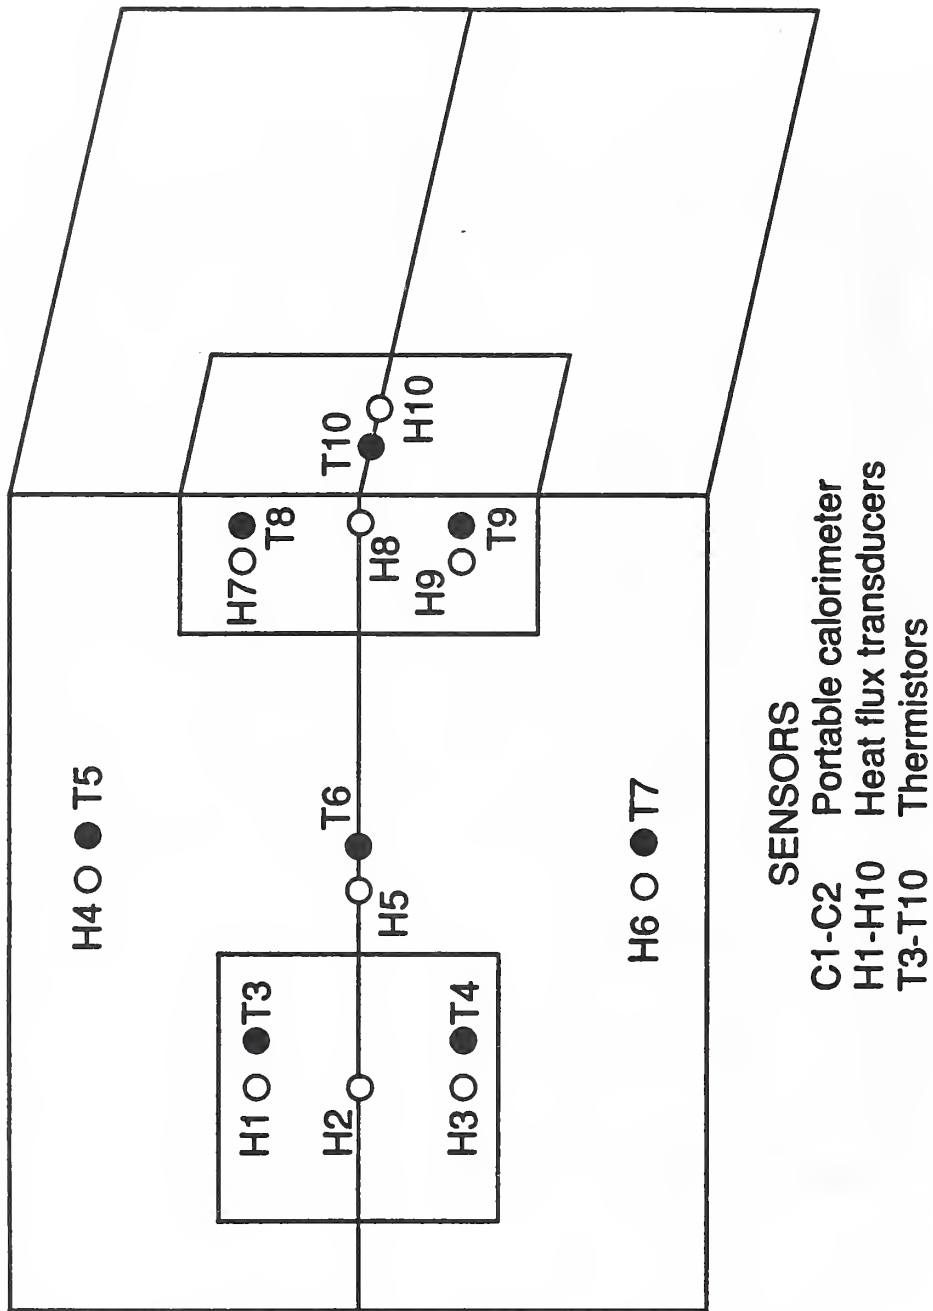 H4 T5
H1 T3
H7
T8
H2
T6
T10
H5
H8
H10
H9
H3 T4
T9
H6 T7
SENSORS
C1-C2 Portable calorimeter
H1-H10 Heat flux transducers
T3-T10 Thermistors